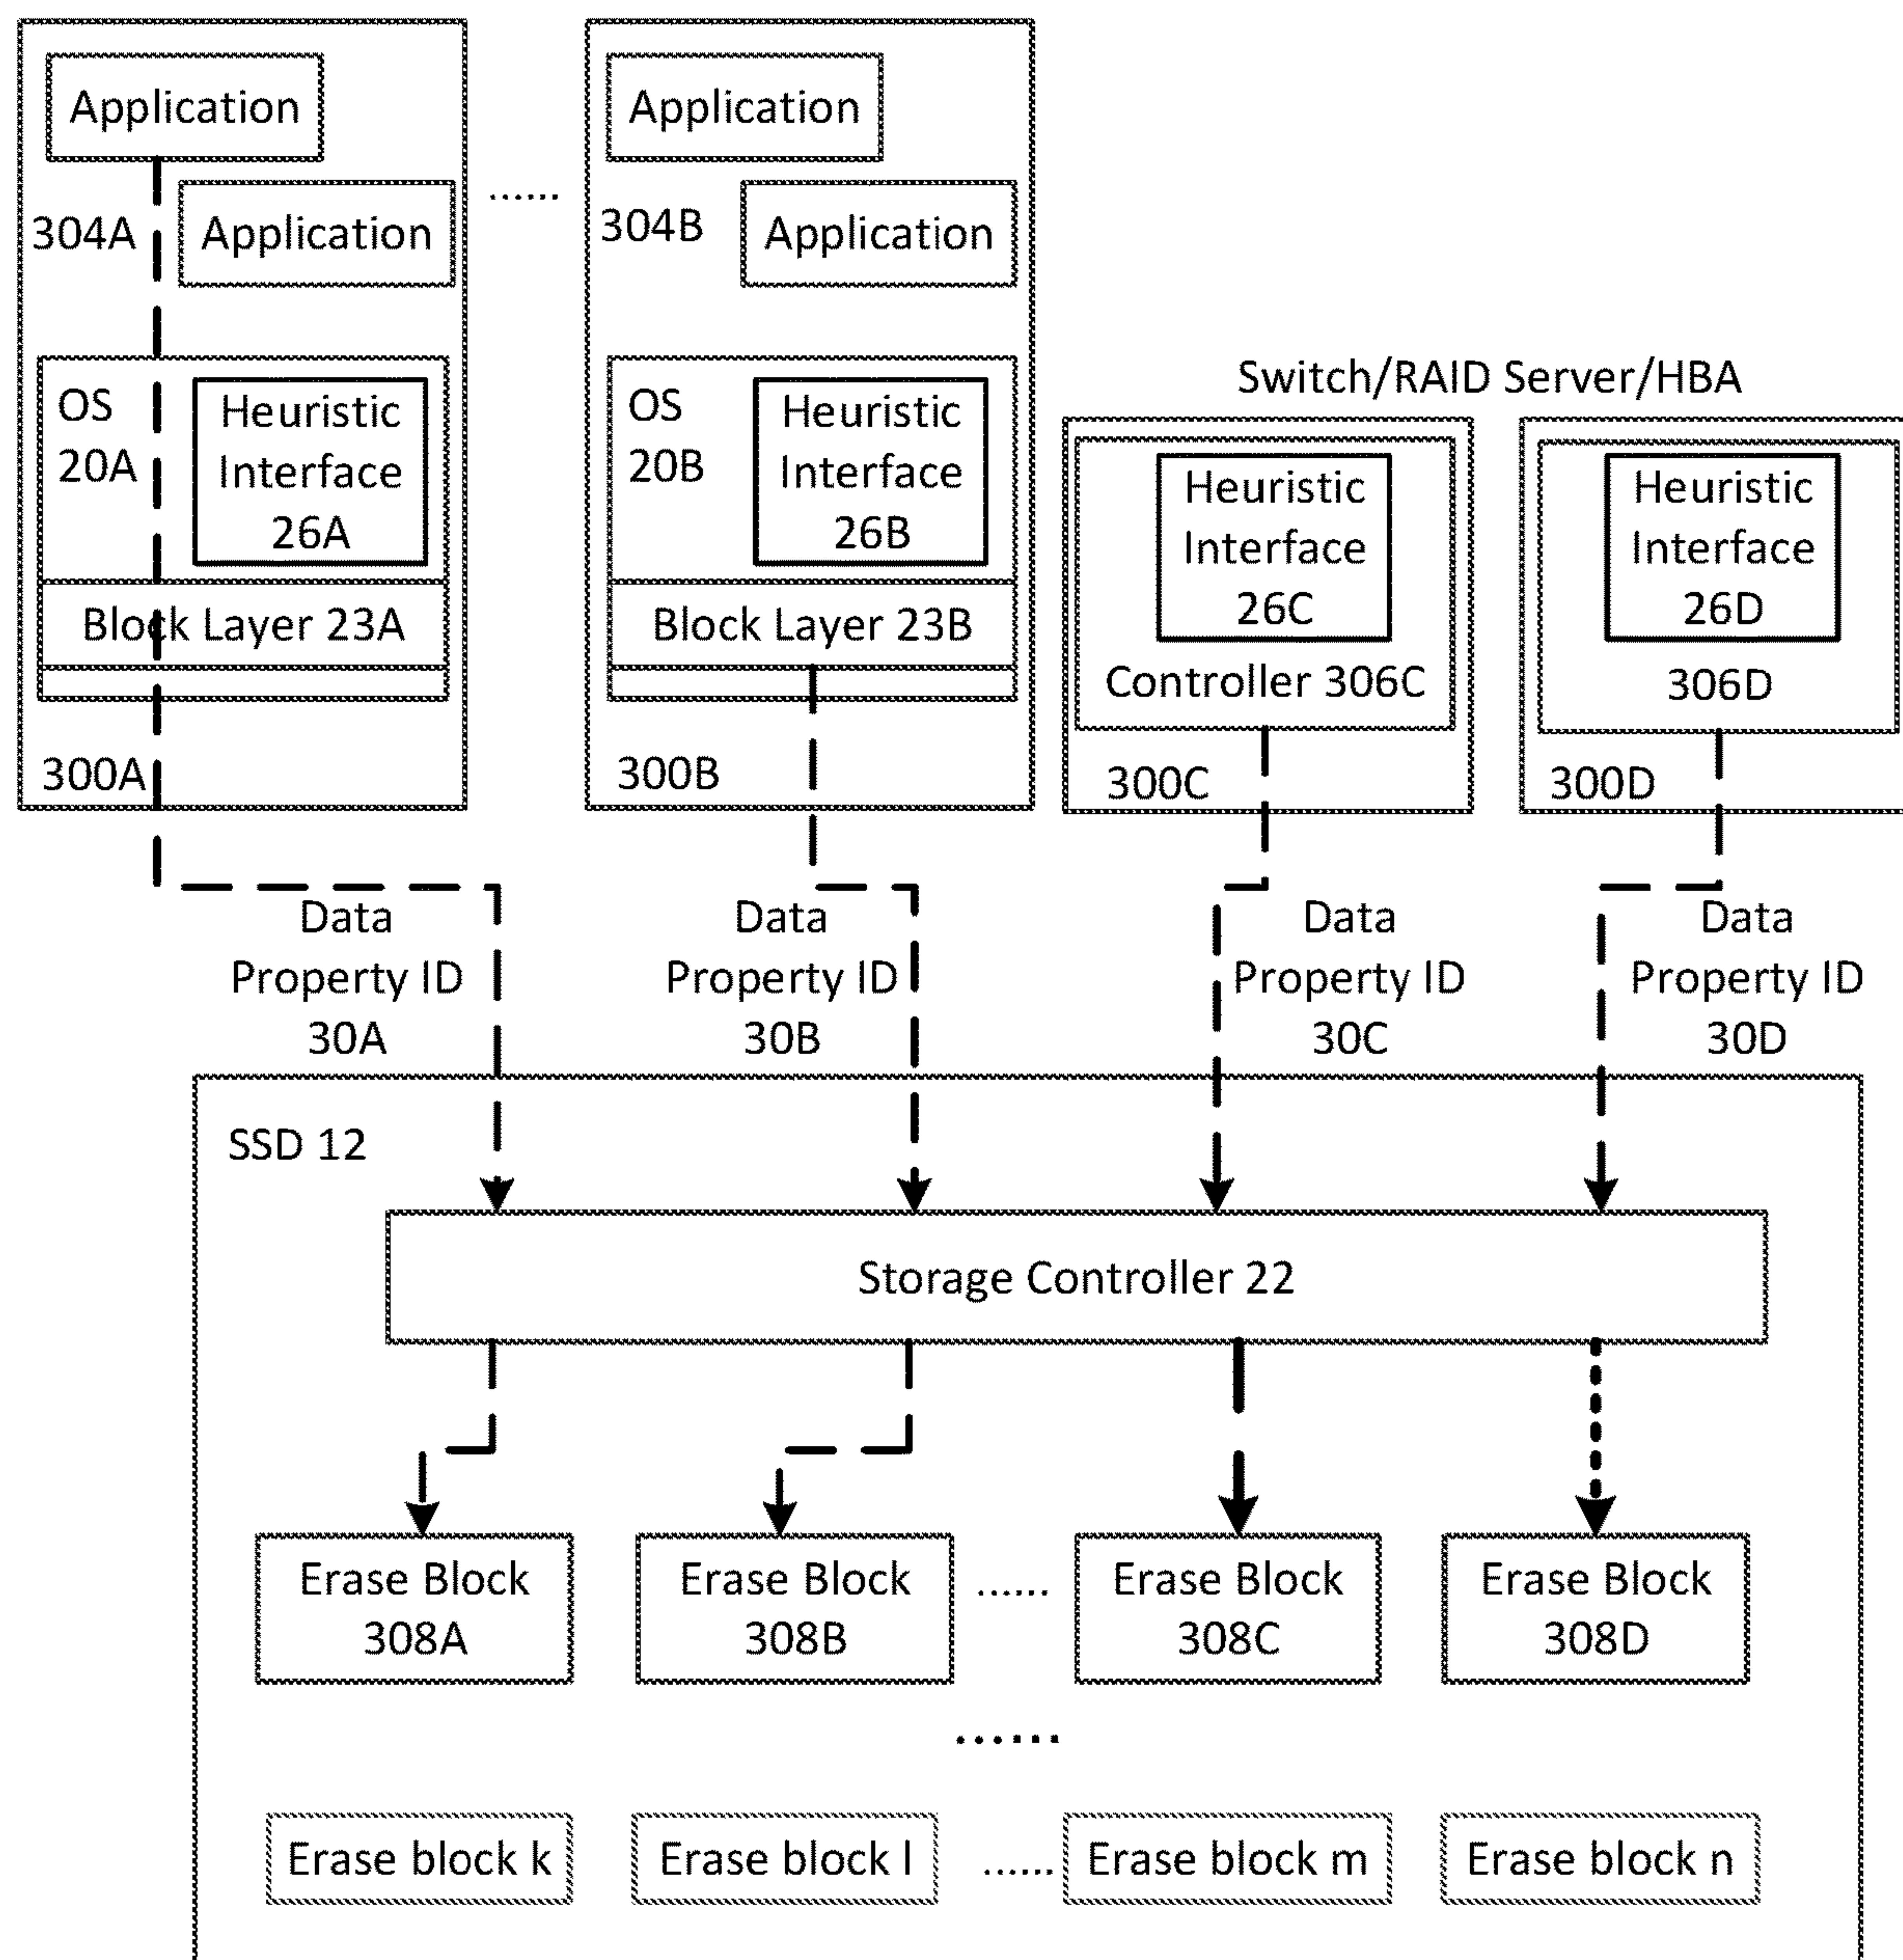 Application
Application
304A
......
Application
304B
Application
OS
20A
Heuristic
Interface
26A
Block Layer 23A
300A
OS
20B
Heuristic
Interface
26B
Block Layer 23B
300B
Switch/RAID Server/HBA
Heuristic
Interface
26C
Controller 306C
300C
Heuristic
Interface
26D
306D
300D
Data
Property ID
30A
Data
Property ID
30B
Data
Property ID
30C
Data
Property ID
30D
SSD 12
Storage Controller 22
Erase Block
308A
Erase Block
308B
......
Erase Block
308C
Erase Block
308D
......
Erase block k
Erase block l
......
Erase block m
Erase block n